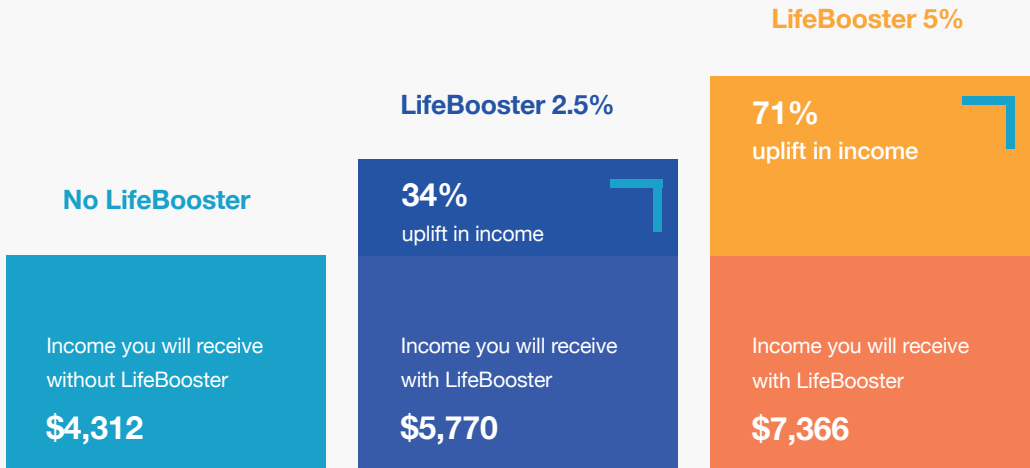 No LifeBooster
Income you will receive
without LifeBooster
$4,312
LifeBooster 2.5%
34%
uplift in income
Income you will receive
with LifeBooster
$5,770
LifeBooster 5%
71%
uplift in income
Income you will receive
with LifeBooster
$7,366